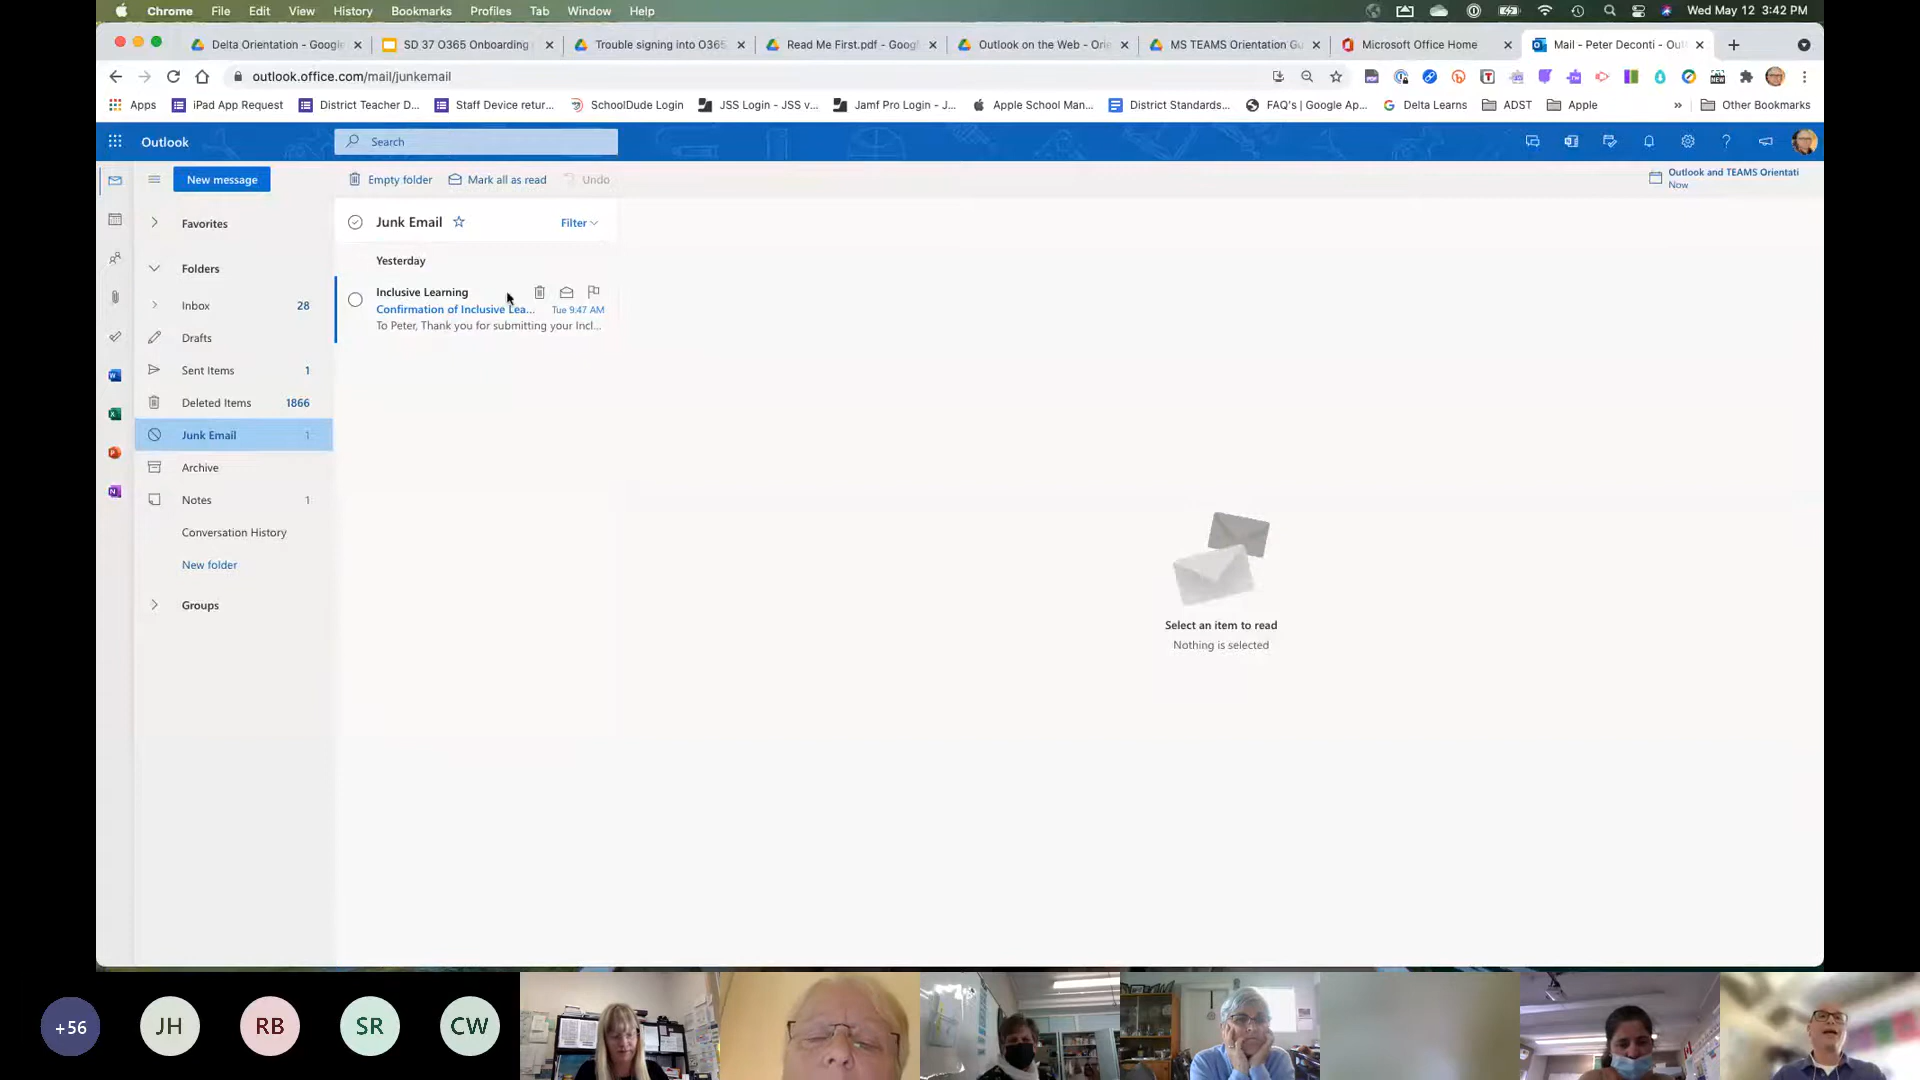 Chrome File Edit View History Bookmarks Profiles Tab Window Help Wed May 12 3:42 PM
Delta Orientation - Google SD 37 O365 Onboarding Trouble signing into O365 Read Me First.pdf - Goog Outlook on the Web - Orie MS TEAMS Orientation Gu Microsoft Office Home Mail - Peter Deconti - Out
outlook.office.com/mail/junkemail
Apps iPad App Request District Teacher D... Staff Device retur... SchoolDude Login JSS Login - JSS v... Jamf Pro Login - J... Apple School Man... District Standards... FAQ's | Google Ap... Delta Learns ADST Apple » Other Bookmarks
Outlook Search
New message Empty folder Mark all as read Undo
Outlook and TEAMS Orientati
Now
Favorites
Folders
Inbox 28
Drafts
Sent Items 1
Deleted Items 1866
Junk Email 1
Archive
Notes 1
Conversation History
New folder
Groups
Junk Email Filter
Yesterday
Inclusive Learning
Confirmation of Inclusive Lea... Tue 9:47 AM
To Peter, Thank you for submitting your Incl...
Select an item to read
Nothing is selected
+56 JH RB SR CW